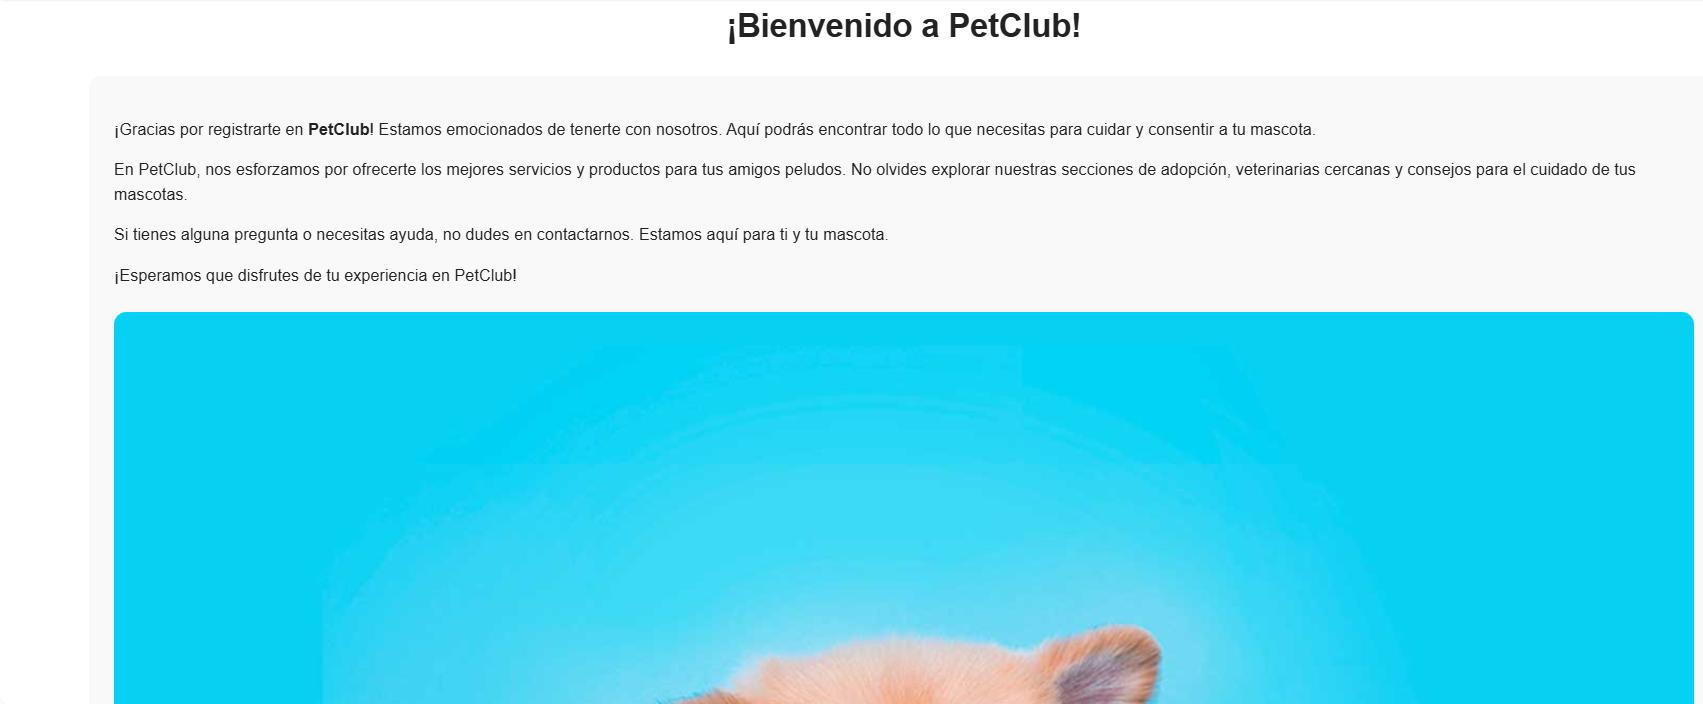 ¡Bienvenido a PetClub!
¡Gracias por registrarte en PetClub! Estamos emocionados de tenerte con nosotros. Aquí podrás encontrar todo lo que necesitas para cuidar y consentir a tu mascota.
En PetClub, nos esforzamos por ofrecerte los mejores servicios y productos para tus amigos peludos. No olvides explorar nuestras secciones de adopción, veterinarias cercanas y consejos para el cuidado de tus
mascotas.
Si tienes alguna pregunta o necesitas ayuda, no dudes en contactarnos. Estamos aquí para ti y tu mascota.
¡Esperamos que disfrutes de tu experiencia en PetClub!